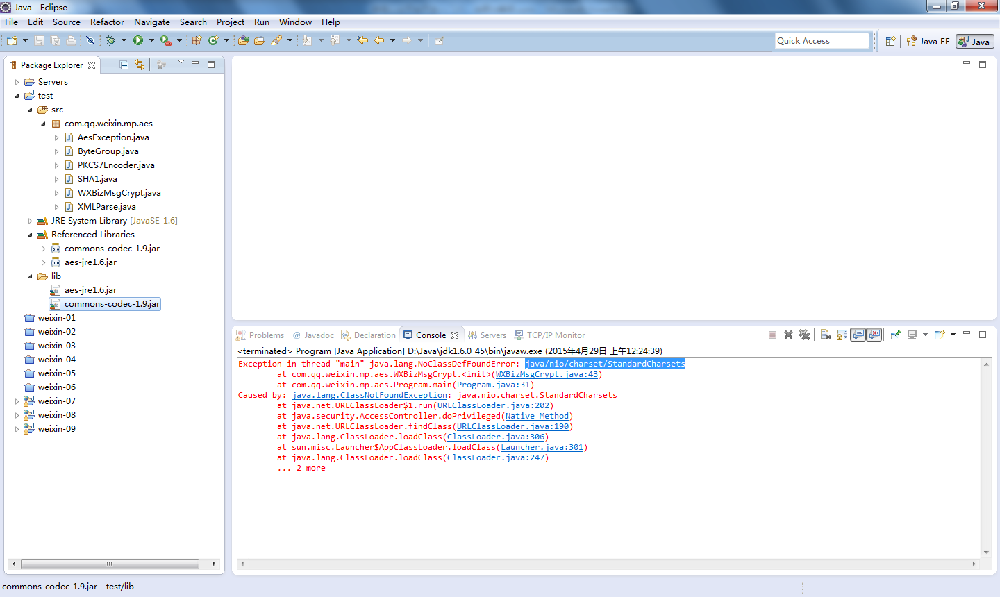 Java - Eclipse
File Edit Source Refactor Navigate Search Project Run Window Help
Quick Access
Java EE
Java
Package Explorer
Servers
test
src
com.qq.weixin.mp.aes
AesException.java
ByteGroup.java
PKCS7Encoder.java
SHA1.java
WXBizMsgCrypt.java
XMLParse.java
JRE System Library [JavaSE-1.6]
Referenced Libraries
commons-codec-1.9.jar
aes-jre1.6.jar
lib
aes-jre1.6.jar
commons-codec-1.9.jar
weixin-01
weixin-02
weixin-03
weixin-04
weixin-05
weixin-06
weixin-07
weixin-08
weixin-09
Problems @ Javadoc Declaration Console Servers TCP/IP Monitor
<terminated> Program [Java Application] D:\Java\jdk1.6.0_45\bin\javaw.exe (2015年4月29日 上午12:24:39)
Exception in thread "main" java.lang.NoClassDefFoundError: java/nio/charset/StandardCharsets
at com.qq.weixin.mp.aes.WXBizMsgCrypt.<init>(WXBizMsgCrypt.java:43)
at com.qq.weixin.mp.aes.Program.main(Program.java:31)
Caused by: java.lang.ClassNotFoundException: java.nio.charset.StandardCharsets
at java.net.URLClassLoader$1.run(URLClassLoader.java:202)
at java.security.AccessController.doPrivileged(Native Method)
at java.net.URLClassLoader.findClass(URLClassLoader.java:190)
at java.lang.ClassLoader.loadClass(ClassLoader.java:306)
at sun.misc.Launcher$AppClassLoader.loadClass(Launcher.java:301)
at java.lang.ClassLoader.loadClass(ClassLoader.java:247)
... 2 more
commons-codec-1.9.jar - test/lib